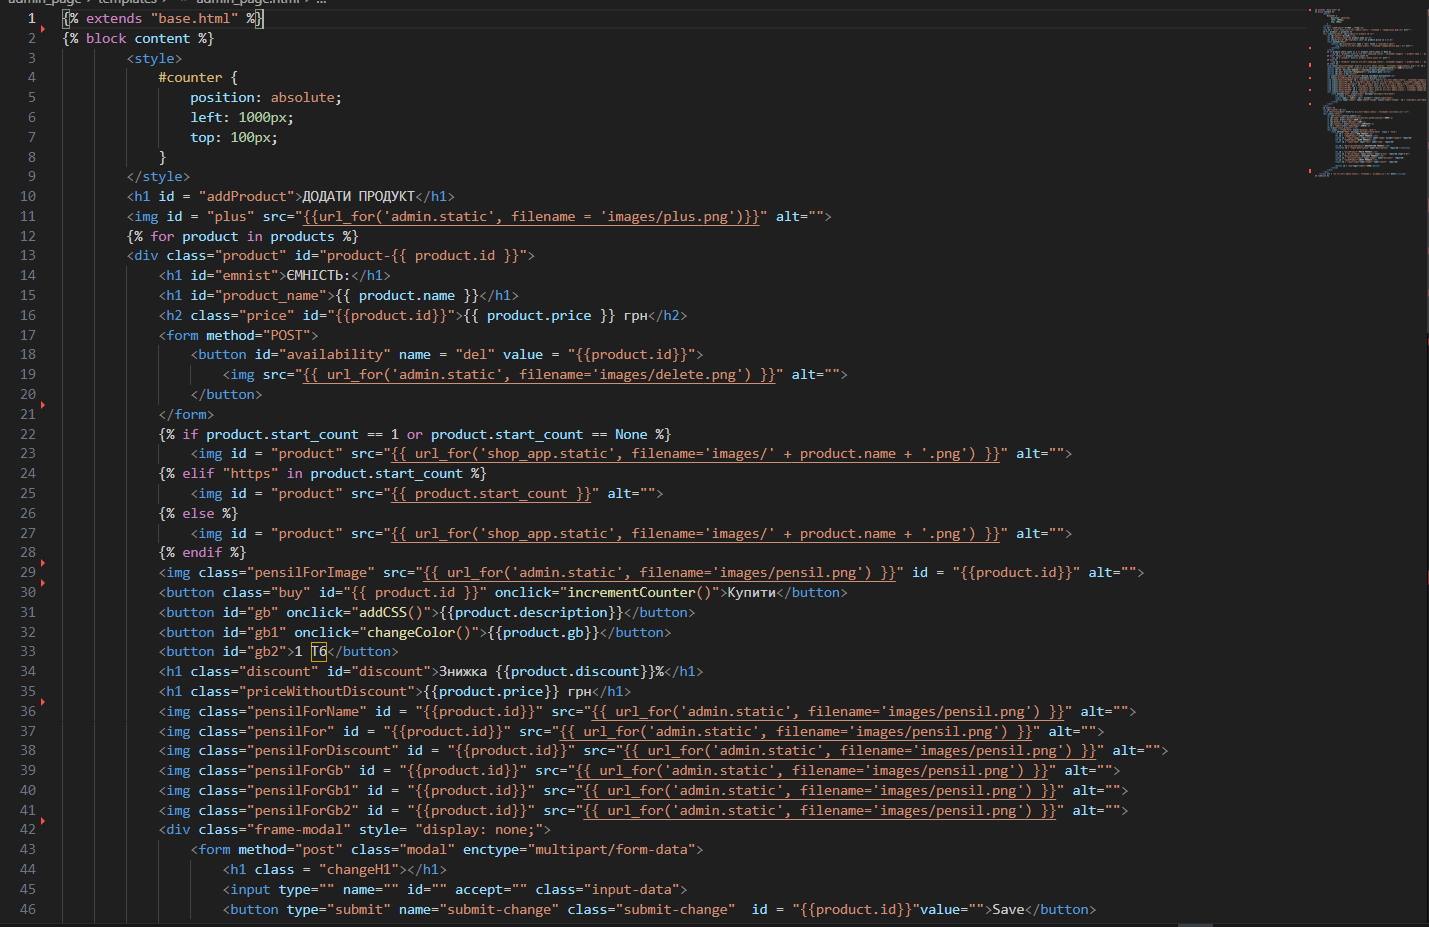 admin_page > templates > admin_page.html > ...
1 {% extends "base.html" %}
2 {% block content %}
3 <style>
4 #counter {
5 position: absolute;
6 left: 1000px;
7 top: 100px;
8 }
9 </style>
10 <h1 id = "addProduct">ДОДАТИ ПРОДУКТ</h1>
11 <img id = "plus" src="{{url_for('admin.static', filename = 'images/plus.png')}}" alt="">
12 {% for product in products %}
13 <div class="product" id="product-{{ product.id }}">
14 <h1 id="emnist">ЄМНІСТЬ:</h1>
15 <h1 id="product_name">{{ product.name }}</h1>
16 <h2 class="price" id="{{product.id}}">{{ product.price }} грн</h2>
17 <form method="POST">
18 <button id="availability" name = "del" value = "{{product.id}}">
19 <img src="{{ url_for('admin.static', filename='images/delete.png') }}" alt="">
20 </button>
21 </form>
22 {% if product.start_count == 1 or product.start_count == None %}
23 <img id = "product" src="{{ url_for('shop_app.static', filename='images/' + product.name + '.png') }}" alt="">
24 {% elif "https" in product.start_count %}
25 <img id = "product" src="{{ product.start_count }}" alt="">
26 {% else %}
27 <img id = "product" src="{{ url_for('shop_app.static', filename='images/' + product.name + '.png') }}" alt="">
28 {% endif %}
29 <img class="pensilForImage" src="{{ url_for('admin.static', filename='images/pensil.png') }}" id = "{{product.id}}" alt="">
30 <button class="buy" id="{{ product.id }}" onclick="incrementCounter()">Купити</button>
31 <button id="gb" onclick="addCSS()">{{product.description}}</button>
32 <button id="gb1" onclick="changeColor()">{{product.gb}}</button>
33 <button id="gb2">1 Тб</button>
34 <h1 class="discount" id="discount">Знижка {{product.discount}}%</h1>
35 <h1 class="priceWithoutDiscount">{{product.price}} грн</h1>
36 <img class="pensilForName" id = "{{product.id}}" src="{{ url_for('admin.static', filename='images/pensil.png') }}" alt="">
37 <img class="pensilFor" id = "{{product.id}}" src="{{ url_for('admin.static', filename='images/pensil.png') }}" alt="">
38 <img class="pensilForDiscount" id = "{{product.id}}" src="{{ url_for('admin.static', filename='images/pensil.png') }}" alt="">
39 <img class="pensilForGb" id = "{{product.id}}" src="{{ url_for('admin.static', filename='images/pensil.png') }}" alt="">
40 <img class="pensilForGb1" id = "{{product.id}}" src="{{ url_for('admin.static', filename='images/pensil.png') }}" alt="">
41 <img class="pensilForGb2" id = "{{product.id}}" src="{{ url_for('admin.static', filename='images/pensil.png') }}" alt="">
42 <div class="frame-modal" style= "display: none;">
43 <form method="post" class="modal" enctype="multipart/form-data">
44 <h1 class = "changeH1"></h1>
45 <input type="" name="" id="" accept="" class="input-data">
46 <button type="submit" name="submit-change" class="submit-change"  id = "{{product.id}}"value="">Save</button>